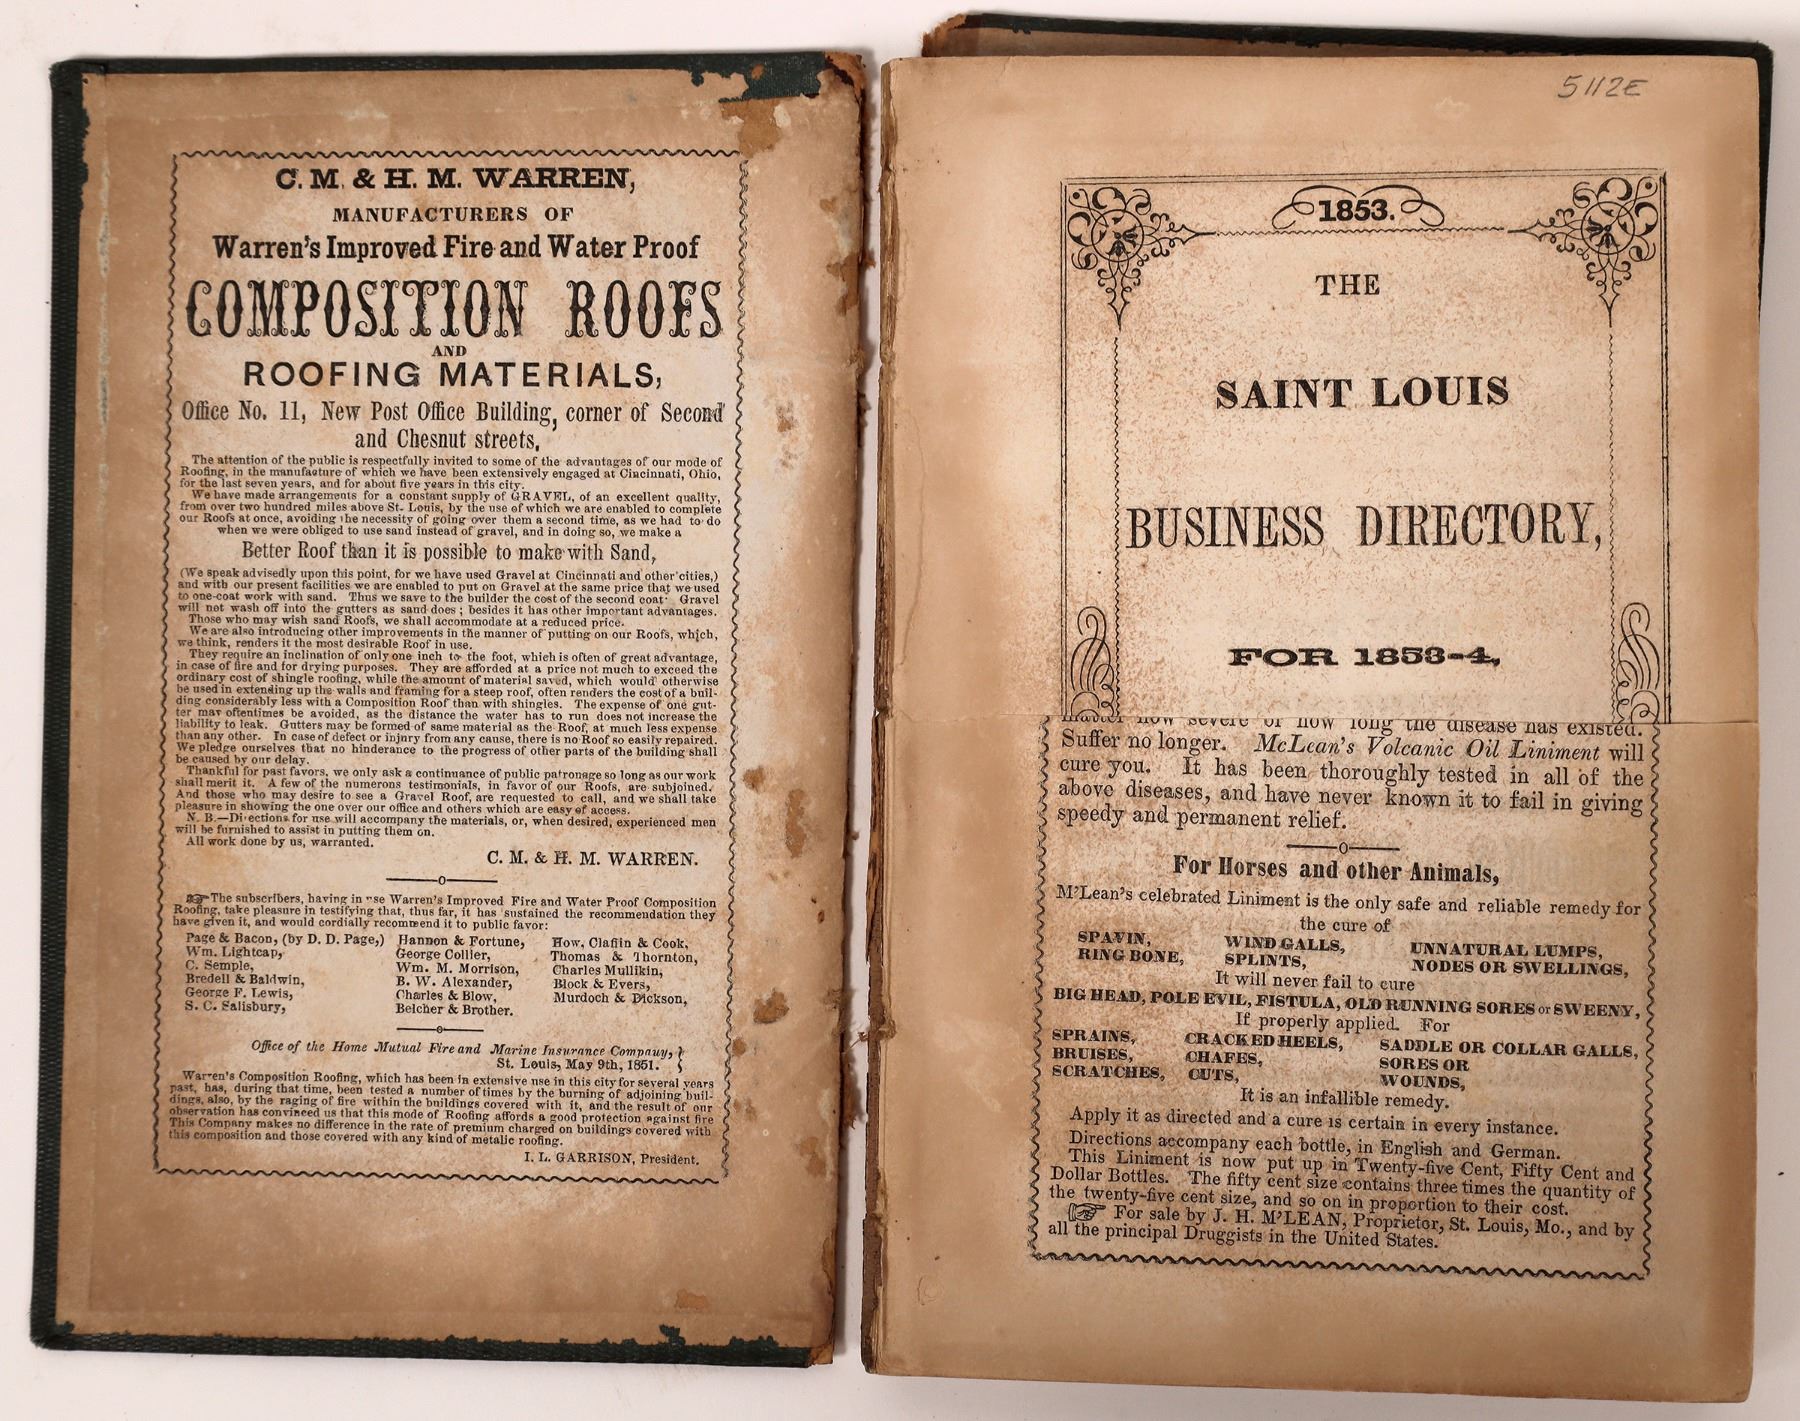 C. M. & H. M. WARREN,
MANUFACTURERS OF
Warren's Improved Fire and Water Proof
COMPOSITION ROOFS
AND
ROOFING MATERIALS,
Office No. 11, New Post Office Building, corner of Second
and Chesnut streets,
The attention of the public is respectfully invited to some of the advantages of our mode of
Roofing, in the manufacture of which we have been extensively engaged at Cincinnati, Ohio,
for the last seven years, and for about five years in this city.
We have made arrangements for a constant supply of GRAVEL, of an excellent quality,
from over two hundred miles above St. Louis, by the use of which we are enabled to complete
our Roofs at once, avoiding the necessity of going over them a second time, as we had to do
when we were obliged to use sand instead of gravel, and in doing so, we make a
Better Roof than it is possible to make with Sand,
(We speak advisedly upon this point, for we have used Gravel at Cincinnati and other cities,)
and with our present facilities we are enabled to put on Gravel at the same price that we used
to one-coat work with sand. Thus we save to the builder the cost of the second coat. Gravel
will not wash off into the gutters as sand does; besides it has other important advantages.
Those who may wish sand Roofs, we shall accommodate at a reduced price.
We are also introducing other improvements in the manner of putting on our Roofs, which,
we think, renders it the most desirable Roof in use.
They require an inclination of only one inch to the foot, which is often of great advantage,
in case of fire and for drying purposes. They are afforded at a price not much to exceed the
ordinary cost of shingle roofing, while the amount of material saved, which would otherwise
be used in extending up the walls and framing for a steep roof, often renders the cost of a buil-
ding considerably less with a Composition Roof than with shingles. The expense of one gut-
ter may oftentimes be avoided, as the distance the water has to run does not increase the
liability to leak. Gutters may be formed of same material as the Roof, at much less expense
than any other. In case of defect or injury from any cause, there is no Roof so easily repaired.
We pledge ourselves that no hinderance to the progress of other parts of the building shall
be caused by our delay.
Thankful for past favors, we only ask a continuance of public patronage so long as our work
shall merit it. A few of the numerous testimonials, in favor of our Roofs, are subjoined.
And those who may desire to see a Gravel Roof, are requested to call, and we shall take
pleasure in showing the one over our office and others which are easy of access.
N. B.—Directions for use will accompany the materials, or, when desired, experienced men
will be furnished to assist in putting them on.
All work done by us, warranted.
C. M. & H. M. WARREN.
☞ The subscribers, having in use Warren's Improved Fire and Water Proof Composition
Roofing, take pleasure in testifying that, thus far, it has sustained the recommendation they
have given it, and would cordially recommend it to public favor:
Page & Bacon, (by D. D. Page,) Hannon & Fortune, How, Claflin & Cook,
Wm. Lightcap, George Collier, Thomas & Thornton,
C. Semple, Wm. M. Morrison, Charles Mullikin,
Bredell & Baldwin, B. W. Alexander, Block & Evers,
George F. Lewis, Charles & Blow, Murdoch & Dickson,
S. C. Salisbury, Belcher & Brother.
Office of the Home Mutual Fire and Marine Insurance Company, }
St. Louis, May 9th, 1851. }
Warren's Composition Roofing, which has been in extensive use in this city for several years
past, has, during that time, been tested a number of times by the burning of adjoining buil-
dings, also, by the raging of fire within the buildings covered with it, and the result of our
observation has convinced us that this mode of Roofing affords a good protection against fire
This Company makes no difference in the rate of premium charged on buildings covered with
this composition and those covered with any kind of metalic roofing.
I. L. GARRISON, President.
5112E
1853.
THE
SAINT LOUIS
BUSINESS DIRECTORY,
FOR 1853-4,
matter how severe or how long the disease has existed.
Suffer no longer. McLean's Volcanic Oil Liniment will
cure you. It has been thoroughly tested in all of the
above diseases, and have never known it to fail in giving
speedy and permanent relief.
For Horses and other Animals,
M'Lean's celebrated Liniment is the only safe and reliable remedy for
the cure of
SPAVIN, WIND GALLS, UNNATURAL LUMPS,
RING BONE, SPLINTS, NODES OR SWELLINGS,
It will never fail to cure
BIG HEAD, POLE EVIL, FISTULA, OLD RUNNING SORES or SWEENY,
If properly applied. For
SPRAINS, CRACKED HEELS, SADDLE OR COLLAR GALLS,
BRUISES, CHAFES, SORES OR
SCRATCHES, CUTS, WOUNDS,
It is an infallible remedy.
Apply it as directed and a cure is certain in every instance.
Directions accompany each bottle, in English and German.
This Liniment is now put up in Twenty-five Cent, Fifty Cent and
Dollar Bottles. The fifty cent size contains three times the quantity of
the twenty-five cent size, and so on in proportion to their cost.
☞ For sale by J. H. M'LEAN, Proprietor, St. Louis, Mo., and by
all the principal Druggists in the United States.